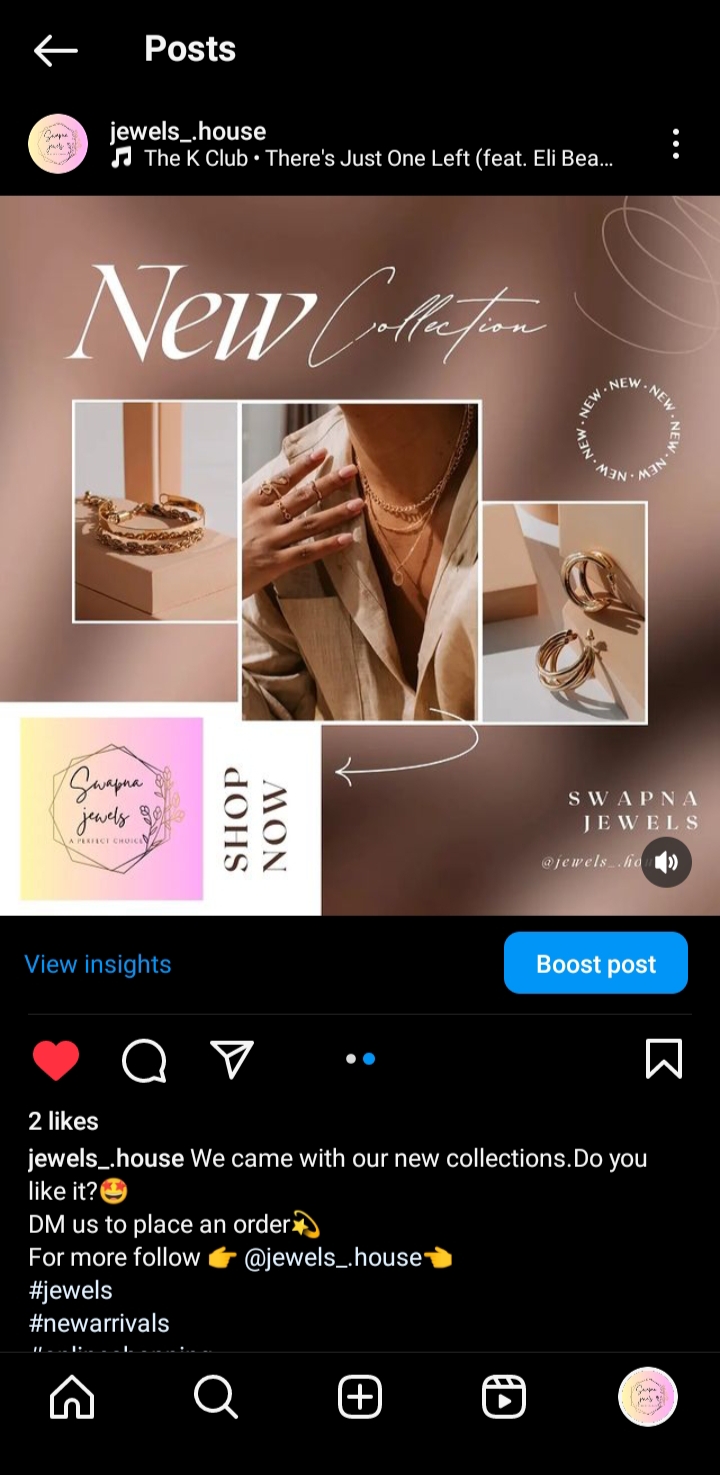 Posts
jewels_.house
The K Club • There's Just One Left (feat. Eli Bea...
New Collection
NEW · NEW · NEW · NEW · NEW · NEW · NEW ·
Swapna
jewels
A PERFECT CHOICE
SHOP
NOW
SWAPNA
JEWELS
@jewels_.
View insights
Boost post
2 likes
jewels_.house We came with our new collections.Do you
like it?🤩
DM us to place an order💫
For more follow 👉 @jewels_.house👈
#jewels
#newarrivals